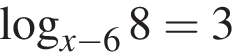 log_{x−6} 8 = 3